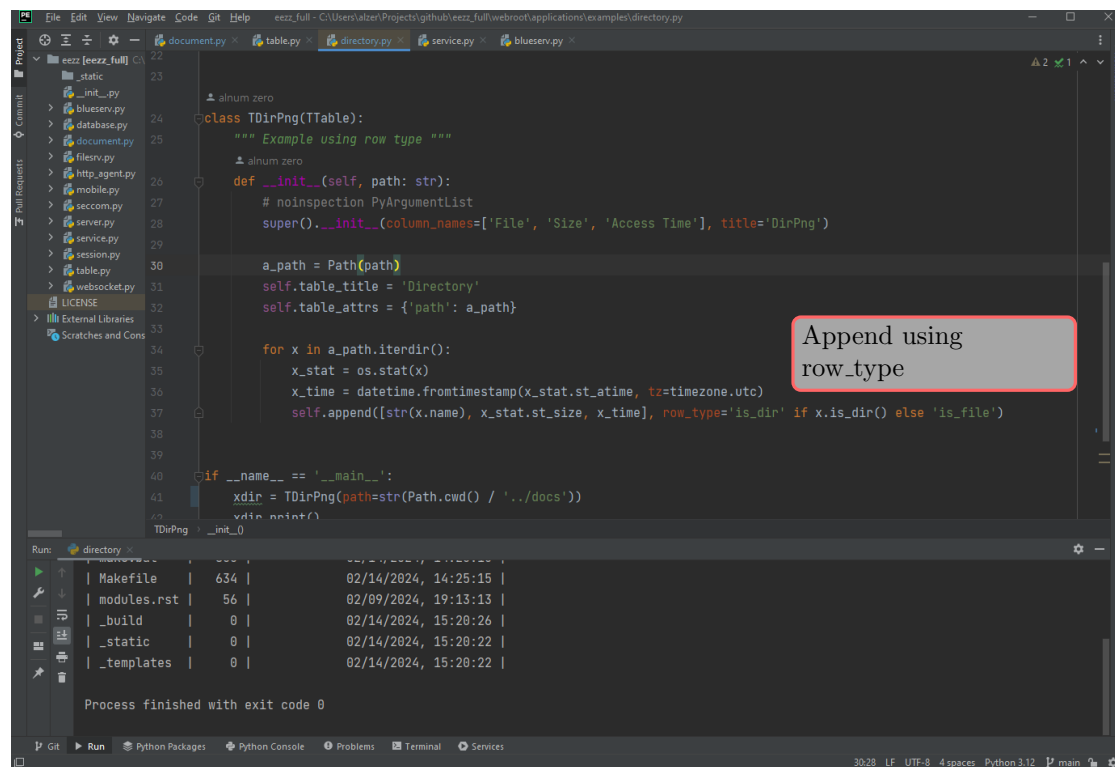 PE File Edit View Navigate Code Git Help eezz_full - C:\Users\alzer\Projects\github\eezz_full\webroot\applications\examples\directory.py
document.py table.py directory.py service.py blueserv.py
Project
Commit
Pull Requests
eezz [eezz_full] C:\
_static
__init__.py
blueserv.py
database.py
document.py
filesrv.py
http_agent.py
mobile.py
seccom.py
server.py
service.py
session.py
table.py
websocket.py
LICENSE
External Libraries
Scratches and Cons
2 1
22
23
alnum zero
24 class TDirPng(TTable):
25 """ Example using row type """
alnum zero
26 def __init__(self, path: str):
27 # noinspection PyArgumentList
28 super().__init__(column_names=['File', 'Size', 'Access Time'], title='DirPng')
29
30 a_path = Path(path)
31 self.table_title = 'Directory'
32 self.table_attrs = {'path': a_path}
33
34 for x in a_path.iterdir():
35 x_stat = os.stat(x)
36 x_time = datetime.fromtimestamp(x_stat.st_atime, tz=timezone.utc)
37 self.append([str(x.name), x_stat.st_size, x_time], row_type='is_dir' if x.is_dir() else 'is_file')
38
39
40 if __name__ == '__main__':
41 xdir = TDirPng(path=str(Path.cwd() / '../docs'))
42 xdir.print()
Append using
row_type
TDirPng __init__()
Run: directory
| Makefile | 634 | 02/14/2024, 14:25:15 |
| modules.rst | 56 | 02/09/2024, 19:13:13 |
| _build | 0 | 02/14/2024, 15:20:26 |
| _static | 0 | 02/14/2024, 15:20:22 |
| _templates | 0 | 02/14/2024, 15:20:22 |
Process finished with exit code 0
Git Run Python Packages Python Console Problems Terminal Services
30:28 LF UTF-8 4 spaces Python 3.12 main